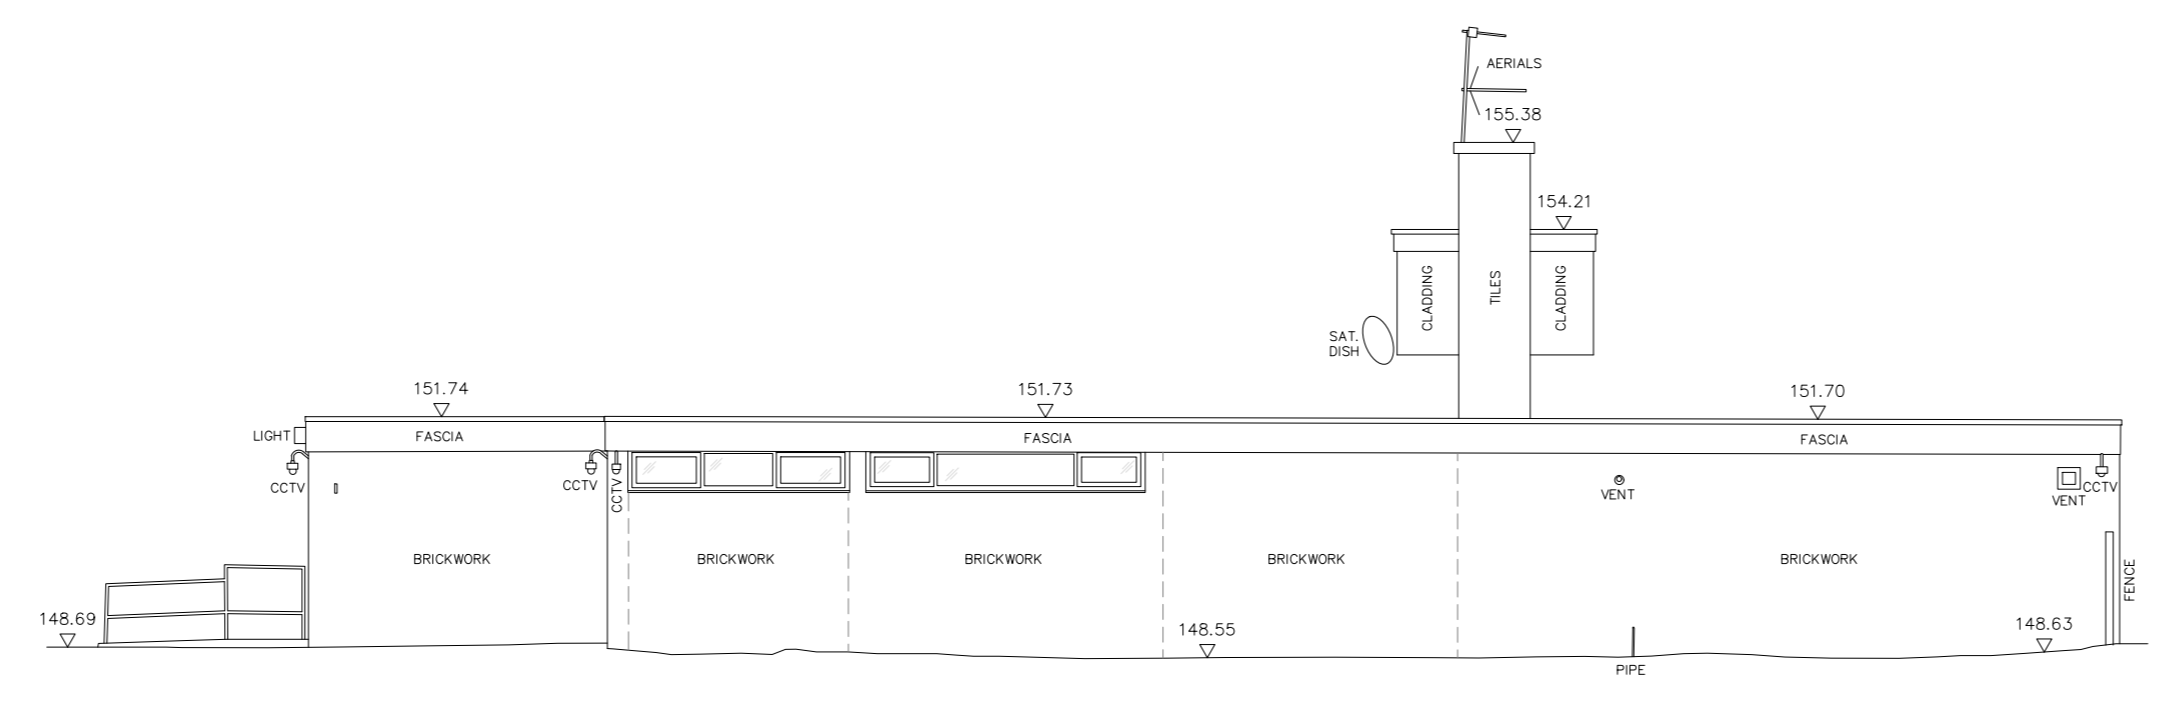 AERIALS
155.38
154.21
CLADDING
TILES
CLADDING
SAT.
DISH
151.74
151.73
151.70
LIGHT
FASCIA
FASCIA
FASCIA
CCTV
CCTV
CCTV
VENT
VENT
CCTV
BRICKWORK
BRICKWORK
BRICKWORK
BRICKWORK
BRICKWORK
FENCE
148.69
148.55
148.63
PIPE